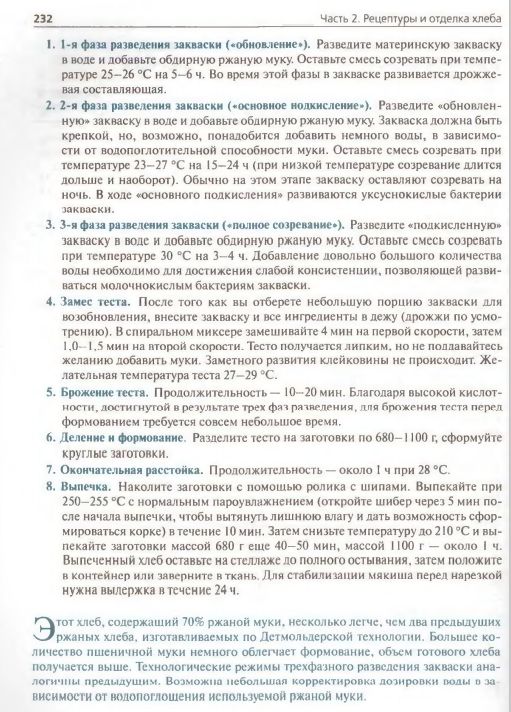 232 Часть 2. Рецептуры и отделка хлеба
1. 1-я фаза разведения закваски («обновление»). Разведите материнскую закваску
в воде и добавьте обдирную ржаную муку. Оставьте смесь созревать при темпе-
ратуре 25–26 °С на 5–6 ч. Во время этой фазы в закваске развивается дрожже-
вая составляющая.
2. 2-я фаза разведения закваски («основное подкисление»). Разведите «обновлен-
ную» закваску в воде и добавьте обдирную ржаную муку. Закваска должна быть
крепкой, но, возможно, понадобится добавить немного воды, в зависимо-
сти от водопоглотительной способности муки. Оставьте смесь созревать при
температуре 23–27 °С на 15–24 ч (при низкой температуре созревание длится
дольше и наоборот). Обычно на этом этапе закваску оставляют созревать на
ночь. В ходе «основного подкисления» развиваются уксуснокислые бактерии
закваски.
3. 3-я фаза разведения закваски («полное созревание»). Разведите «подкисленную»
закваску в воде и добавьте обдирную ржаную муку. Оставьте смесь созревать
при температуре 30 °С на 3–4 ч. Добавление довольно большого количества
воды необходимо для достижения слабой консистенции, позволяющей разви-
ваться молочнокислым бактериям закваски.
4. Замес теста. После того как вы отберете небольшую порцию закваски для
возобновления, внесите закваску и все ингредиенты в дежу (дрожжи по усмо-
трению). В спиральном миксере замешивайте 4 мин на первой скорости, затем
1,0–1,5 мин на второй скорости. Тесто получается липким, но не поддавайтесь
желанию добавить муки. Заметного развития клейковины не происходит. Же-
лательная температура теста 27–29 °С.
5. Брожение теста. Продолжительность — 10–20 мин. Благодаря высокой кислот-
ности, достигнутой в результате трех фаз разведения, для брожения теста перед
формованием требуется совсем небольшое время.
6. Деление и формование. Разделите тесто на заготовки по 680–1100 г, сформуйте
круглые заготовки.
7. Окончательная расстойка. Продолжительность — около 1 ч при 28 °С.
8. Выпечка. Наколите заготовки с помощью ролика с шипами. Выпекайте при
250–255 °С с нормальным пароувлажнением (откройте шибер через 5 мин по-
сле начала выпечки, чтобы вытянуть лишнюю влагу и дать возможность сфор-
мироваться корке) в течение 10 мин. Затем снизьте температуру до 210 °С и вы-
пекайте заготовки массой 680 г еще 40–50 мин, массой 1100 г — около 1 ч.
Выпеченный хлеб оставьте на стеллаже до полного остывания, затем положите
в контейнер или заверните в ткань. Для стабилизации мякиша перед нарезкой
нужна выдержка в течение 24 ч.
Этот хлеб, содержащий 70% ржаной муки, несколько легче, чем два предыдущих
ржаных хлеба, изготавливаемых по Детмольдерской технологии. Большее ко-
личество пшеничной муки немного облегчает формование, объем готового хлеба
получается выше. Технологические режимы трехфазного разведения закваски ана-
логичны предыдущим. Возможна небольшая корректировка дозировки воды в за-
висимости от водопоглощения используемой ржаной муки.